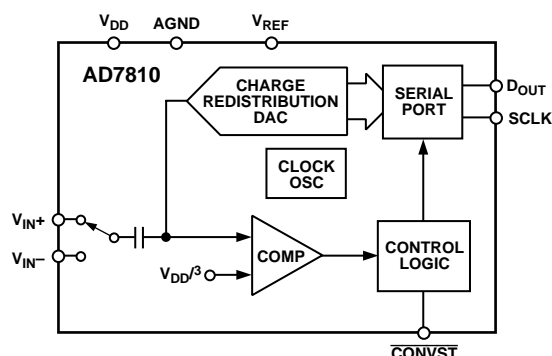 VDD AGND VREF
AD7810
CHARGE
REDISTRIBUTION
DAC
SERIAL
PORT
DOUT
SCLK
CLOCK
OSC
VIN+
VIN–
VDD/3
COMP
CONTROL
LOGIC
CONVST